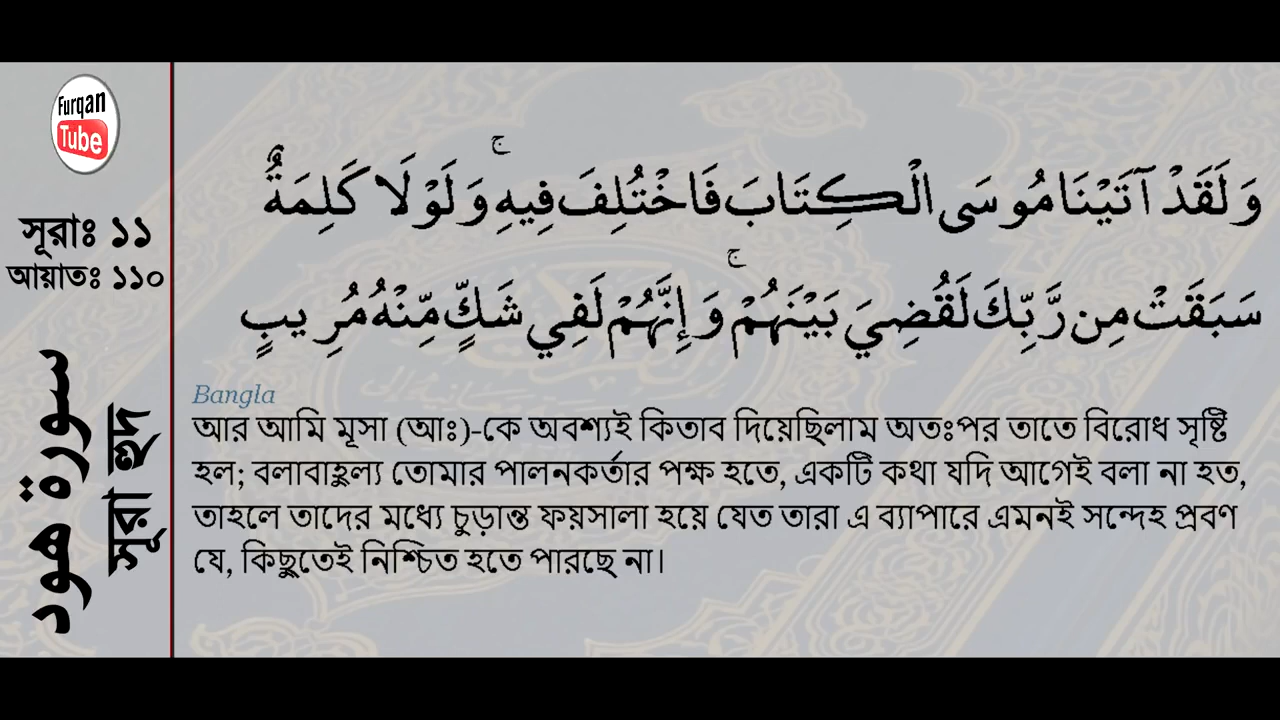 Furqan
Tube
সূরাঃ ১১
আয়াতঃ ১১০
سورة هود
সূরা হুদ
وَلَقَدْ آتَيْنَا مُوسَى الْكِتَابَ فَاخْتُلِفَ فِيهِ ۚ وَلَوْلَا كَلِمَةٌ
سَبَقَتْ مِن رَّبِّكَ لَقُضِيَ بَيْنَهُمْ ۚ وَإِنَّهُمْ لَفِي شَكٍّ مِّنْهُ مُرِيبٍ
Bangla
আর আমি মূসা (আঃ)-কে অবশ্যই কিতাব দিয়েছিলাম অতঃপর তাতে বিরোধ সৃষ্টি
হল; বলাবাহুল্য তোমার পালনকর্তার পক্ষ হতে, একটি কথা যদি আগেই বলা না হত,
তাহলে তাদের মধ্যে চুড়ান্ত ফয়সালা হয়ে যেত তারা এ ব্যাপারে এমনই সন্দেহ প্রবণ
যে, কিছুতেই নিশ্চিত হতে পারছে না।